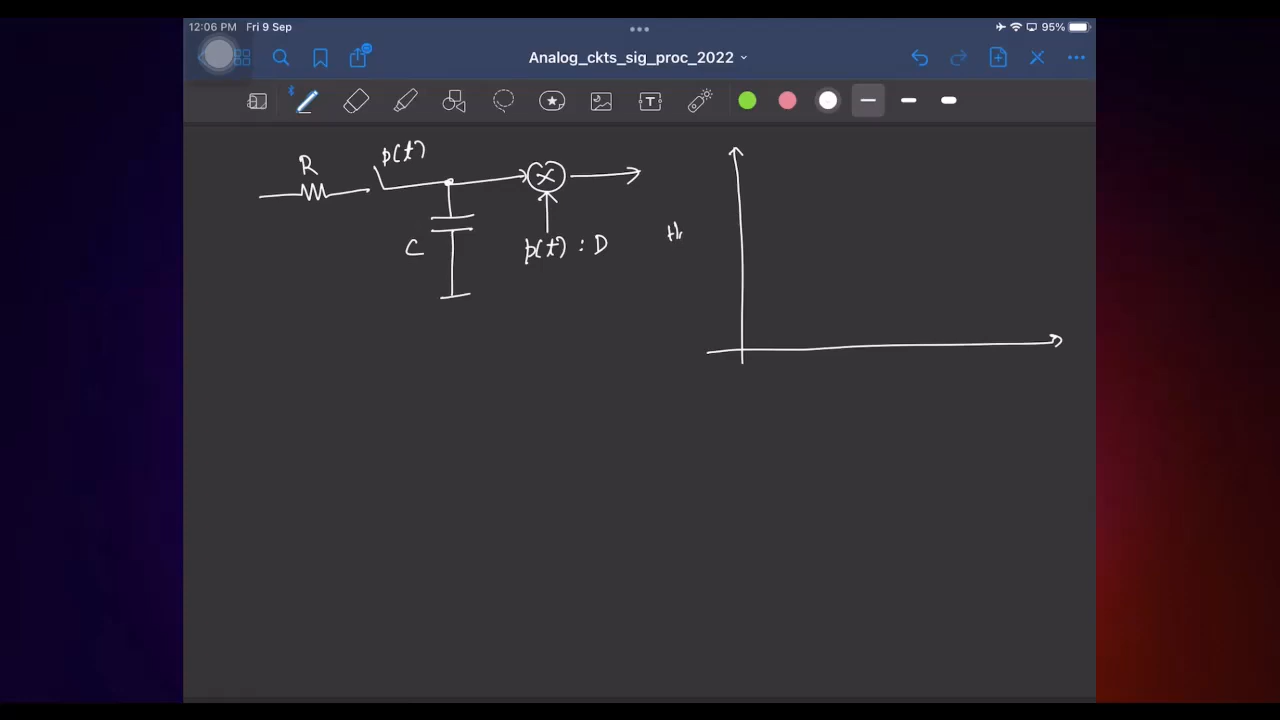 12:06 PM Fri 9 Sep
95%
Analog_ckts_sig_proc_2022
T
R
p(t)
×
C
p(t) : D